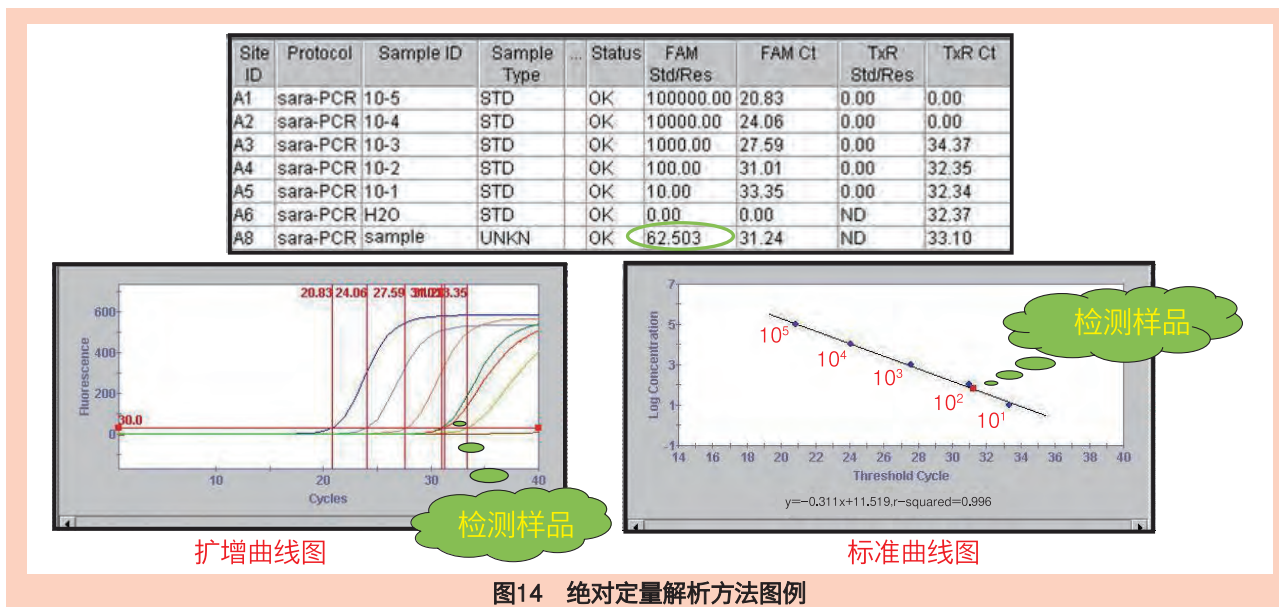 Site ID Protocol Sample ID Sample Type ... Status FAM Std/Res FAM Ct TxR Std/Res TxR Ct
A1 sara-PCR 10-5 STD OK 100000.00 20.83 0.00 0.00
A2 sara-PCR 10-4 STD OK 10000.00 24.06 0.00 0.00
A3 sara-PCR 10-3 STD OK 1000.00 27.59 0.00 34.37
A4 sara-PCR 10-2 STD OK 100.00 31.01 0.00 32.35
A5 sara-PCR 10-1 STD OK 10.00 33.35 0.00 32.34
A6 sara-PCR H2O STD OK 0.00 0.00 ND 32.37
A8 sara-PCR sample UNKN OK 62.503 31.24 ND 33.10
20.83 24.06 27.59 33.35
600
400
200
0
30.0
Fluorescence
10 20 30 40
Cycles
检测样品
扩增曲线图
7
5
3
1
-1
Log Concentration
10⁵
10⁴
10³
10²
10¹
检测样品
14 16 18 20 22 24 26 28 30 32 34 36 38 40
Threshold Cycle
y=-0.311x+11.519.r-squared=0.996
标准曲线图
图14 绝对定量解析方法图例